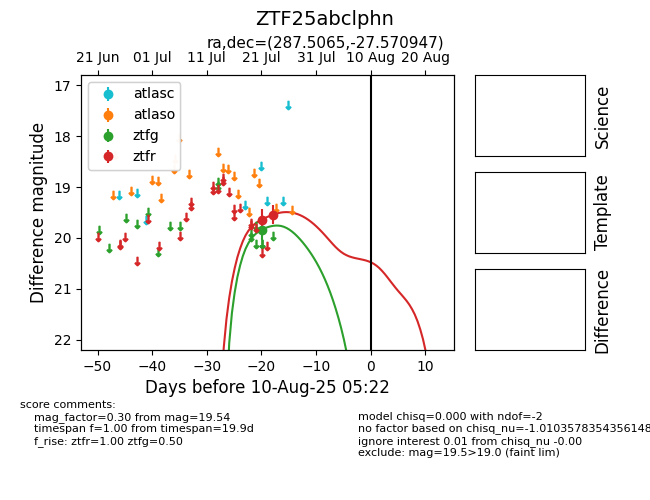 ZTF25abclphn
ra,dec=(287.5065,-27.570947)
21 Jun 01 Jul 11 Jul 21 Jul 31 Jul 10 Aug 20 Aug
17
18
19
20
21
22
Difference magnitude
atlasc
atlaso
ztfg
ztfr
−50 −40 −30 −20 −10 0 10
Days before 10-Aug-25 05:22
Science
Template
Difference
score comments:
mag_factor=0.30 from mag=19.54
timespan f=1.00 from timespan=19.9d
f_rise: ztfr=1.00 ztfg=0.50
model chisq=0.000 with ndof=-2
no factor based on chisq_nu=-1.0103578354356148
ignore interest 0.01 from chisq_nu -0.00
exclude: mag=19.5>19.0 (faint lim)